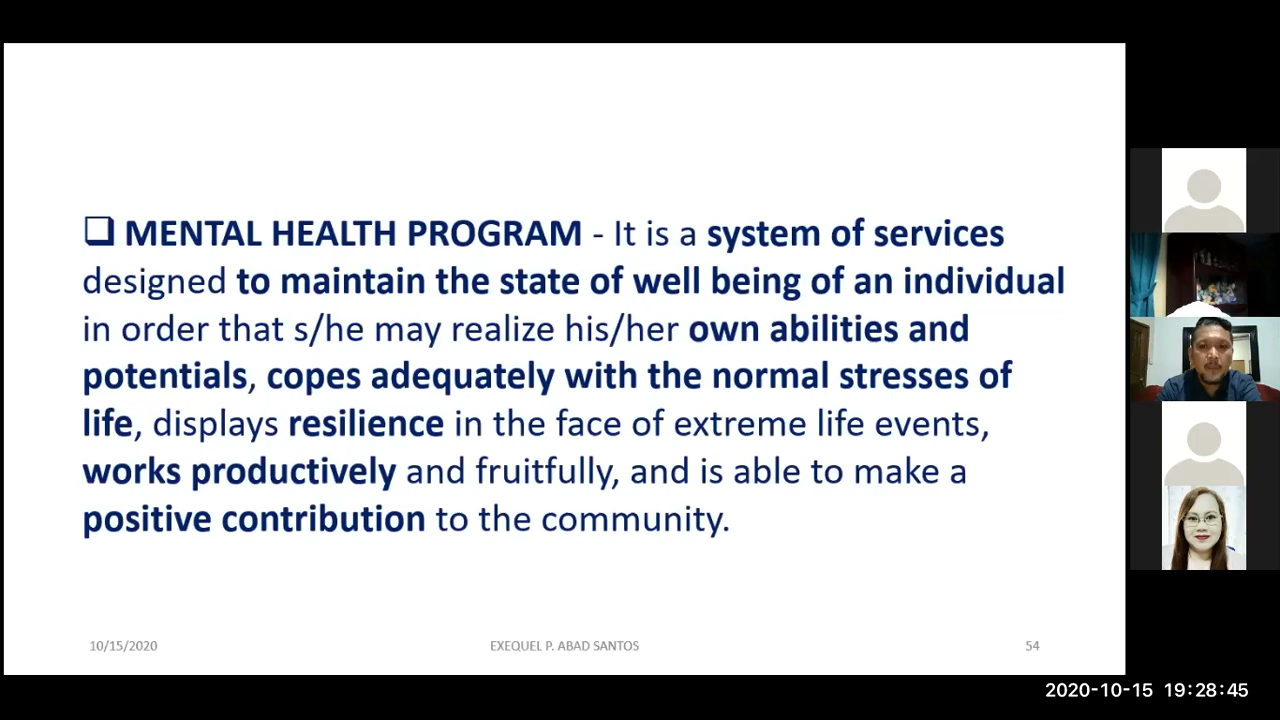 ❑ MENTAL HEALTH PROGRAM - It is a system of services
designed to maintain the state of well being of an individual
in order that s/he may realize his/her own abilities and
potentials, copes adequately with the normal stresses of
life, displays resilience in the face of extreme life events,
works productively and fruitfully, and is able to make a
positive contribution to the community.
10/15/2020
EXEQUEL P. ABAD SANTOS
54
2020-10-15 19:28:45